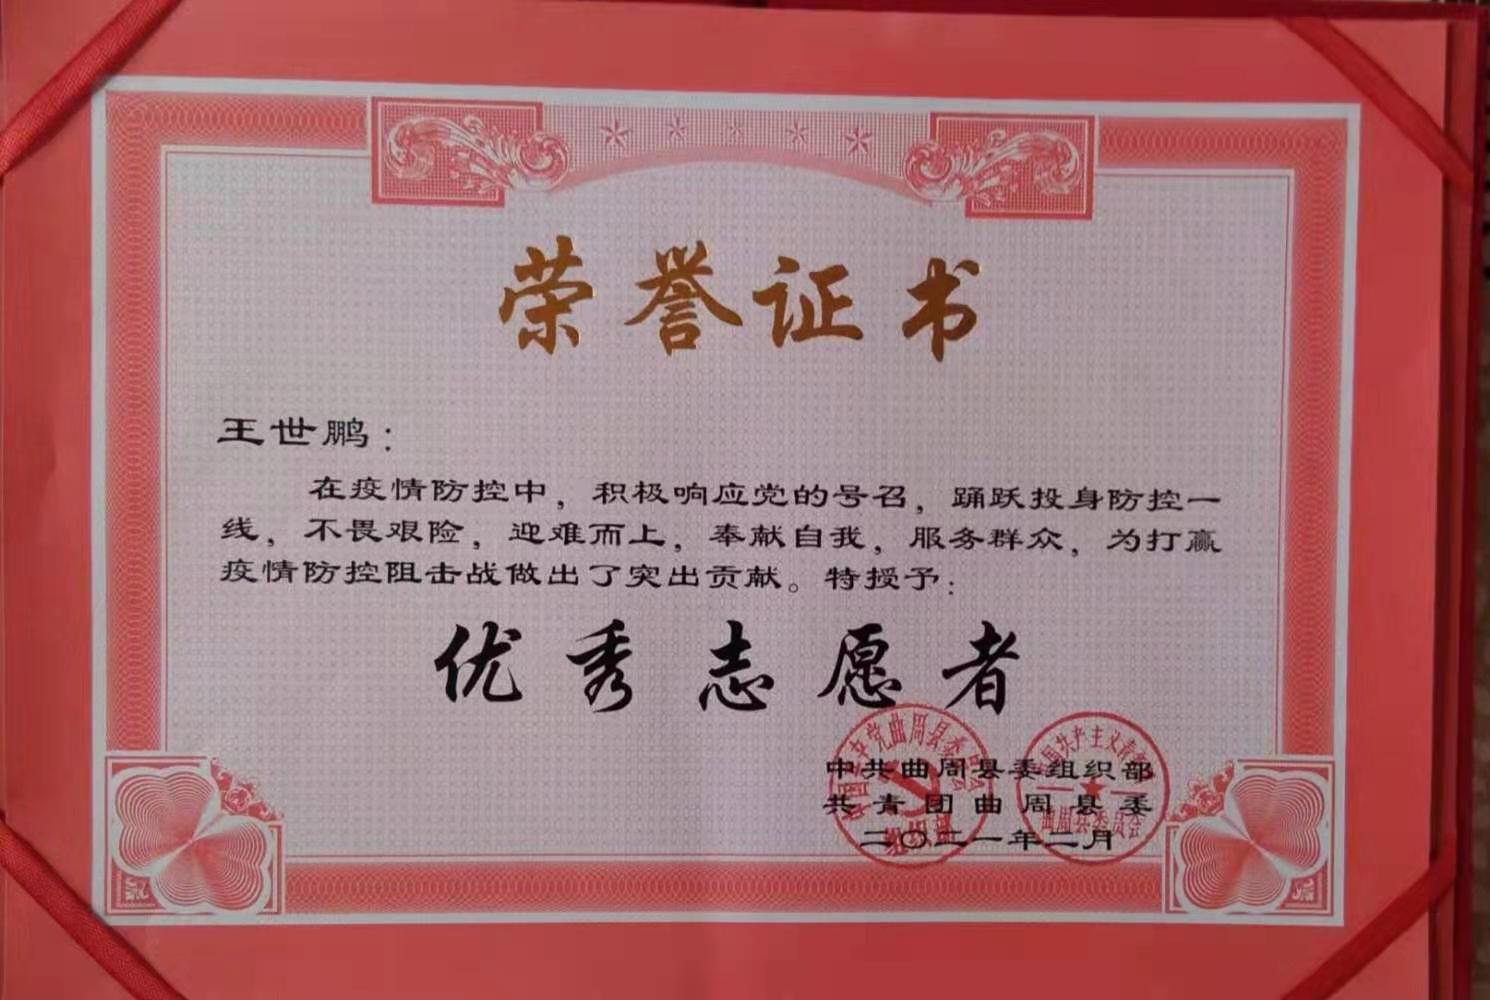 荣誉证书
王世鹏：
在疫情防控中，积极响应党的号召，踊跃投身防控一
线，不畏艰险，迎难而上，奉献自我，服务群众，为打赢
疫情防控阻击战做出了突出贡献。特授予：
优秀志愿者
中共曲周县委组织部
共青团曲周县委
二〇二一年二月